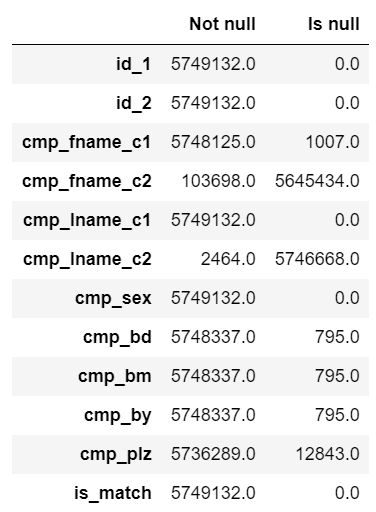 Not null Is null
id_1 5749132.0 0.0
id_2 5749132.0 0.0
cmp_fname_c1 5748125.0 1007.0
cmp_fname_c2 103698.0 5645434.0
cmp_lname_c1 5749132.0 0.0
cmp_lname_c2 2464.0 5746668.0
cmp_sex 5749132.0 0.0
cmp_bd 5748337.0 795.0
cmp_bm 5748337.0 795.0
cmp_by 5748337.0 795.0
cmp_plz 5736289.0 12843.0
is_match 5749132.0 0.0